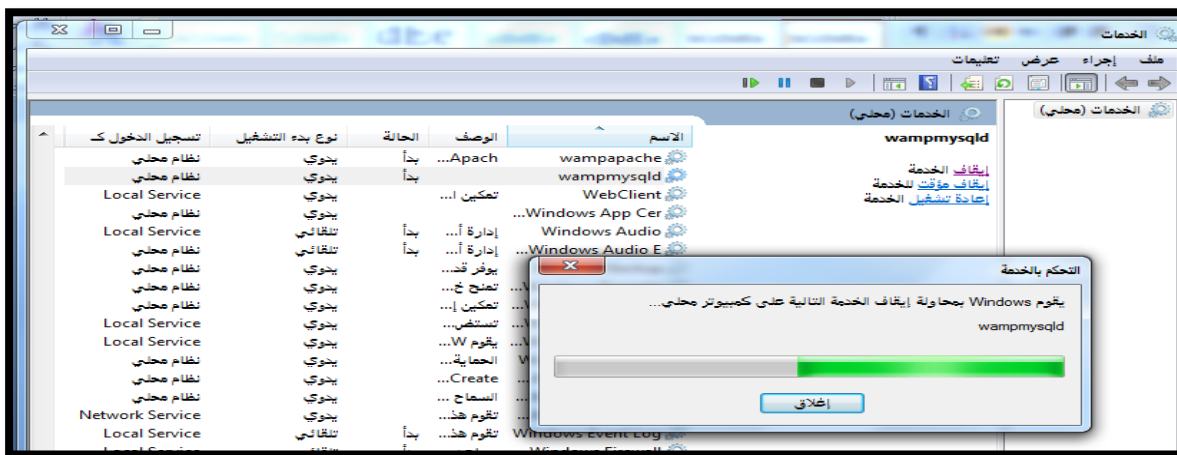 الخدمات
ملف إجراء عرض تعليمات
الخدمات (محلي)
الخدمات (محلي)
wampmysqld
إيقاف الخدمة
إيقاف مؤقت للخدمة
إعادة تشغيل الخدمة
الاسم الوصف الحالة نوع بدء التشغيل تسجيل الدخول كـ
wampapache Apach... بدأ يدوي نظام محلي
wampmysqld بدأ يدوي نظام محلي
WebClient تمكين ا... يدوي Local Service
Windows App Cer... يدوي نظام محلي
Windows Audio إدارة أ... بدأ تلقائي Local Service
Windows Audio E... إدارة أ... بدأ تلقائي نظام محلي
يوفر قد... يدوي نظام محلي
تمنح خ... يدوي نظام محلي
تمكين إ... يدوي نظام محلي
تستضي... يدوي Local Service
يقوم W... يدوي Local Service
الحماية... يدوي نظام محلي
Create... يدوي نظام محلي
السماح ... يدوي نظام محلي
تقوم هذ... يدوي Network Service
Windows Event Log تقوم هذ... بدأ تلقائي Local Service
التحكم بالخدمة
يقوم Windows بمحاولة إيقاف الخدمة التالية على كمبيوتر محلي...
wampmysqld
إغلاق